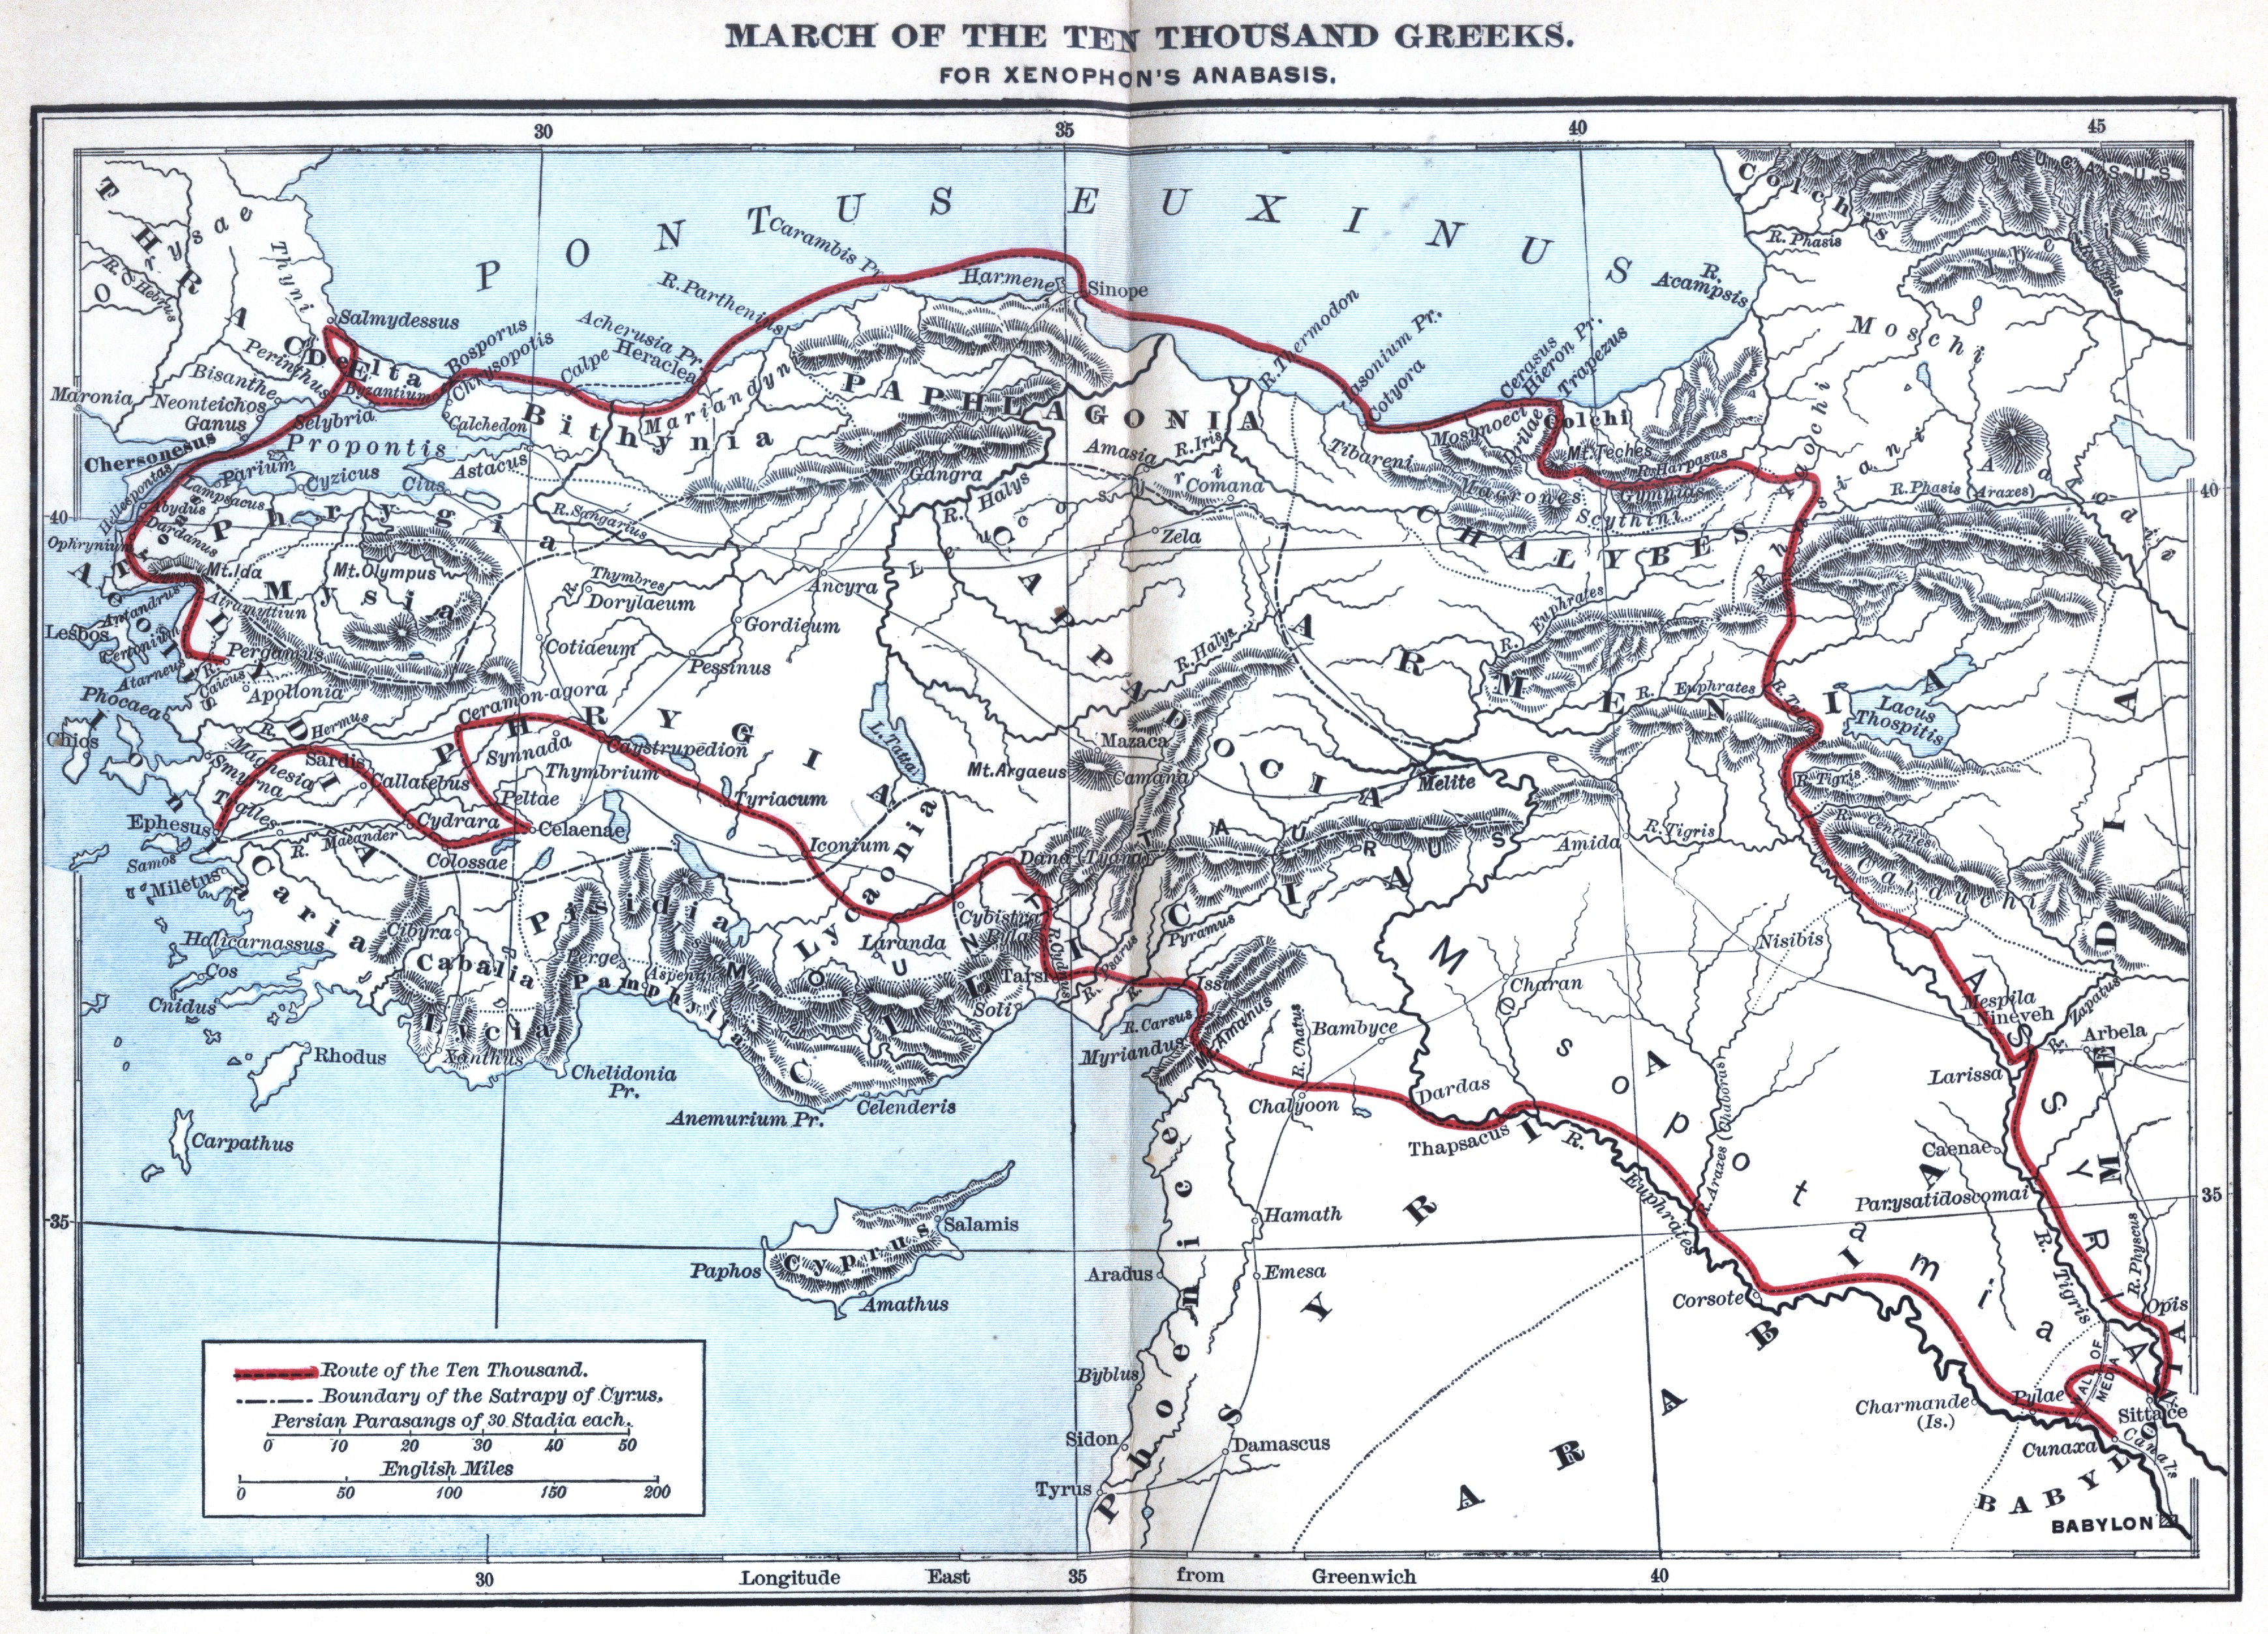 MARCH OF THE TEN THOUSAND GREEKS.
FOR XENOPHON'S ANABASIS.
30
35
40
45
PONTUS EUXINUS
CAUCASUS
Colchis
R. Phasis
Iberes
R. Cyrus
Moschi
R. Acampsis
THRACE
Odrysae
Thyni
R. Hebrus
Salmydessus
Delta
Perinthus
Bisanthe
Maronia
Neonteichos
Ganus
Selybria
Byzantium
Bosporus
Chrysopotis
Calchedon
Calpe
Heraclea
Acherusia Pr.
R. Parthenius
Carambis Pr.
Harmene
Sinope
R. Thermodon
Iasonium Pr.
Cotyora
Cerasus
Hieron Pr.
Trapezus
Colchi
Mosynoeci
Drilae
Mt. Teches
R. Harpasus
Gymnias
Macrones
Scythini
Tibareni
Taochi
Phasiani
R. Phasis (Araxes)
CHALYBES
Chersonesus
Propontis
Parium
Cyzicus
Cius
Astacus
Lampsacus
Hellespontus
Abydus
Dardanus
Ophrynium
Bithynia
Mariandyni
PAPHLAGONIA
Gangra
Amasia
R. Iris
Comana
Zela
R. Halys
R. Sangarius
Leucosyri
40
40
Phrygia
Mysia
Mt. Ida
Mt. Olympus
Antandrus
Atramyttiun
Lesbos
Certonium
Atarneus
Pergamus
R. Caicus
Apollonia
Phocaea
R. Hermus
Chios
Ionia
Aeolis
Thymbres
R.
Dorylaeum
Cotiaeum
Ancyra
Gordieum
Pessinus
CAPPADOCIA
ARMENIA
R. Euphrates
R. Halys
R. Euphrates
R. Teleboas
Lacus Thospitis
Mazaca
Mt. Argaeus
Camana
Melite
LYDIA
Magnesia
Smyrna
Sardis
Callatebus
Tralles
Ephesus
Samos
Miletus
R. Maeander
Cydrara
Colossae
Peltae
Celaenae
Ceramon-agora
PHRYGIA
Synnada
Caystrupedion
Thymbrium
Tyriacum
Iconium
L. Tatta
Lycaonia
Dana (Tyana)
TAURUS
Cybistra
Laranda
Caria
Halicarnassus
Cos
Cnidus
Rhodus
Carpathus
Cibyra
Cabalia
Pisidia
Lycia
Xanthus
Pamphylia
Perge
Chelidonia Pr.
Anemurium Pr.
Celenderis
CILICIA
Soli
R. Psarus
R. Pyramus
R. Carsus
Myriandus
Mt. Amanus
R. Chalus
Bambyce
Chalyoon
Dardas
Thapsacus
R. Euphrates
Charan
Nisibis
Amida
R. Tigris
R. Tigris
R. Centrites
Carduchi
Mesopotamia
Mespila
Nineveh
R. Zapatus
Arbela
Larissa
ASSYRIA
MEDIA
Caenae
Parysatidoscomai
R. Tigris
R. Physcus
Opis
Araxes (Chaboras)
Corsote
Charmande (Is.)
Pylae
WALL OF MEDIA
Sittace
Cunaxa
Canals
BABYLONIA
BABYLON
ARABIA
SYRIA
Phoenice
Hamath
Emesa
Aradus
Byblus
Sidon
Damascus
Tyrus
Cyprus
Salamis
Paphos
Amathus
35
35
Route of the Ten Thousand.
Boundary of the Satrapy of Cyrus.
Persian Parasangs of 30 Stadia each.
0 10 20 30 40 50
English Miles
0 50 100 150 200
30 Longitude East 35 from Greenwich 40